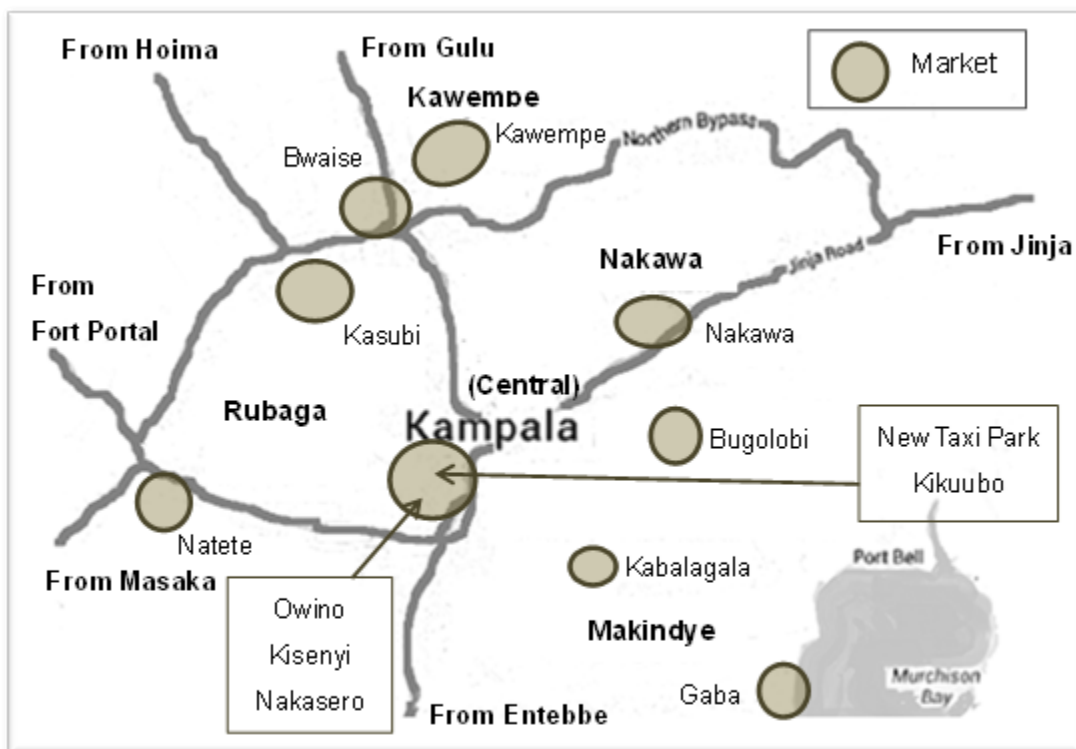 From Hoima
From Gulu
Market
Kawempe
Kawempe
Northern Bypass
Bwaise
From Jinja
Nakawa
Jinja Road
From
Fort Portal
Kasubi
Nakawa
(Central)
Rubaga
Kampala
Bugolobi
New Taxi Park
Kikuubo
Natete
Port Bell
From Masaka
Kabalagala
Owino
Kisenyi
Nakasero
Makindye
Gaba
Murchison
Bay
From Entebbe